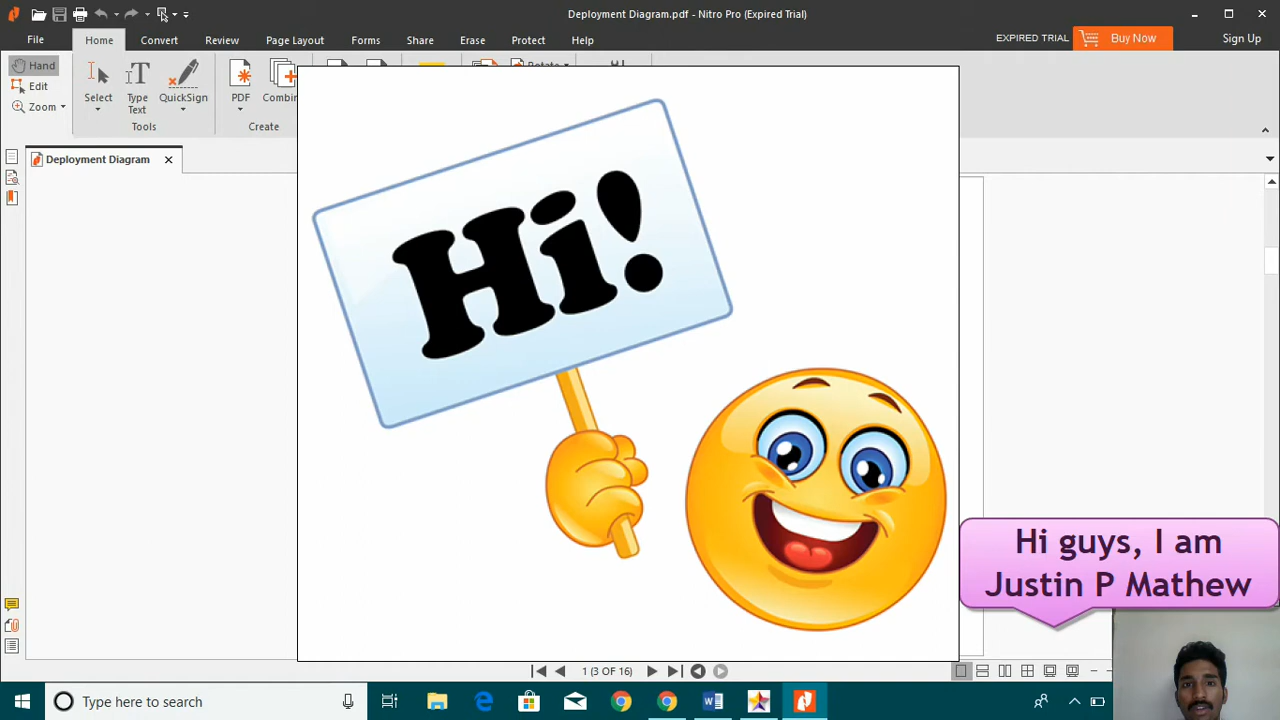 Deployment Diagram.pdf - Nitro Pro (Expired Trial)
File
Home
Convert
Review
Page Layout
Forms
Share
Erase
Protect
Help
EXPIRED TRIAL
Buy Now
Sign Up
Hand
Edit
Zoom
Select
Type
Text
QuickSign
Tools
PDF
Combin
Create
Rotate
Deployment Diagram
Hi!
Hi guys, I am
Justin P Mathew
1 (3 OF 16)
Type here to search